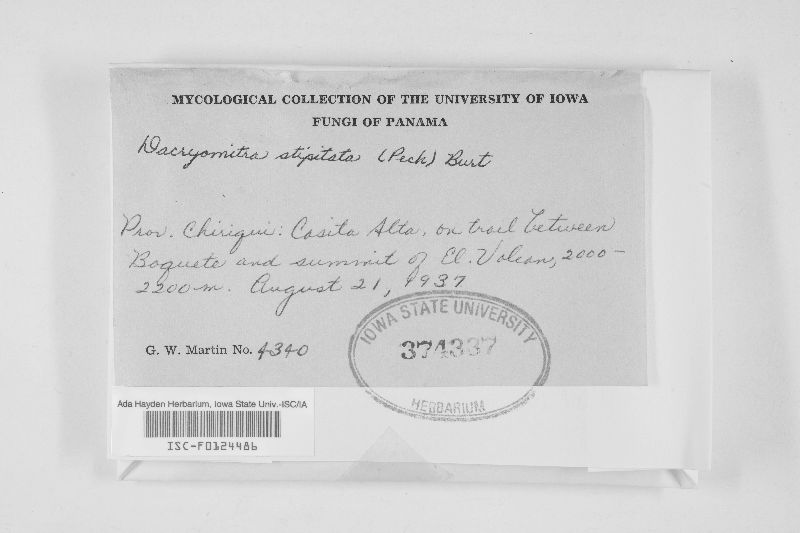 MYCOLOGICAL COLLECTION OF THE UNIVERSITY OF IOWA
FUNGI OF PANAMA
Dacryomitra stipitata (Peck) Burt
Prov. Chiriqui: Casita Alta, on trail between
Boquete and summit of El. Volcan, 2000-
2200 m. August 21, 1937
G. W. Martin No. 4340
IOWA STATE UNIVERSITY
374337
HERBARIUM
Ada Hayden Herbarium, Iowa State Univ.-ISC/IA
ISC-F0124486